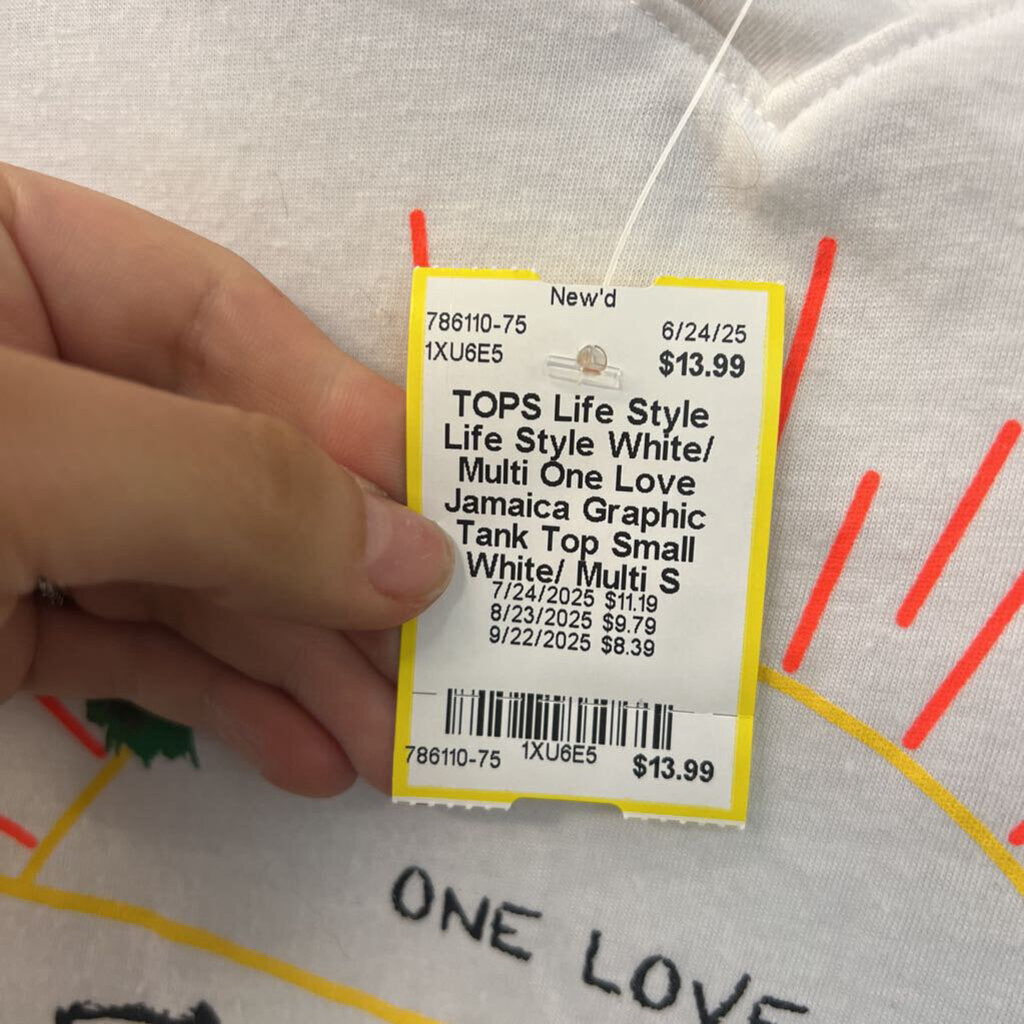 New'd
786110-75 6/24/25
1XU6E5 $13.99
TOPS Life Style
Life Style White/
Multi One Love
Jamaica Graphic
Tank Top Small
White/ Multi S
7/24/2025 $11.19
8/23/2025 $9.79
9/22/2025 $8.39
786110-75 1XU6E5 $13.99
ONE LOVE